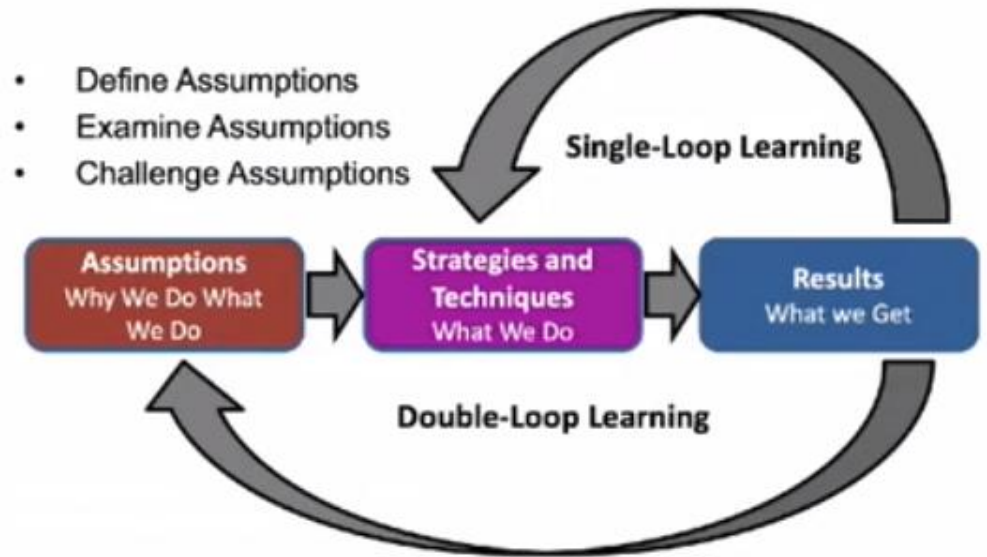 • Define Assumptions
• Examine Assumptions
• Challenge Assumptions
Single-Loop Learning
Assumptions
Why We Do What
We Do
Strategies and
Techniques
What We Do
Results
What we Get
Double-Loop Learning